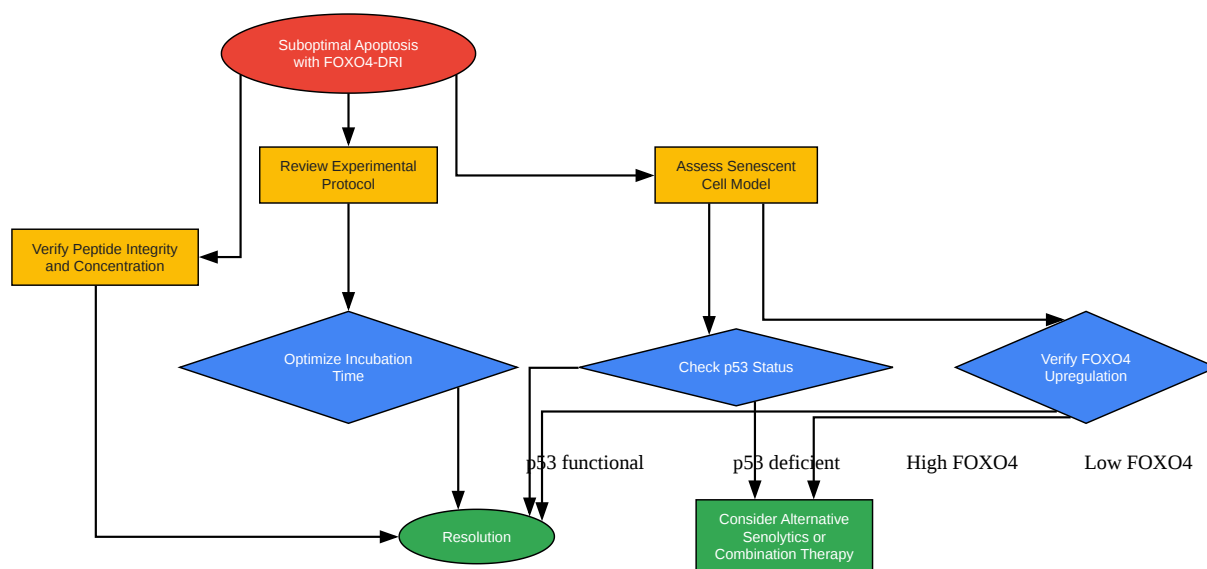 Suboptimal Apoptosis
with FOXO4-DRI
Review Experimental
Protocol
Assess Senescent
Cell Model
Verify Peptide Integrity
and Concentration
Optimize Incubation
Time
Check p53 Status
Verify FOXO4
Upregulation
p53 functional
p53 deficient
High FOXO4
Low FOXO4
Resolution
Consider Alternative
Senolytics or
Combination Therapy